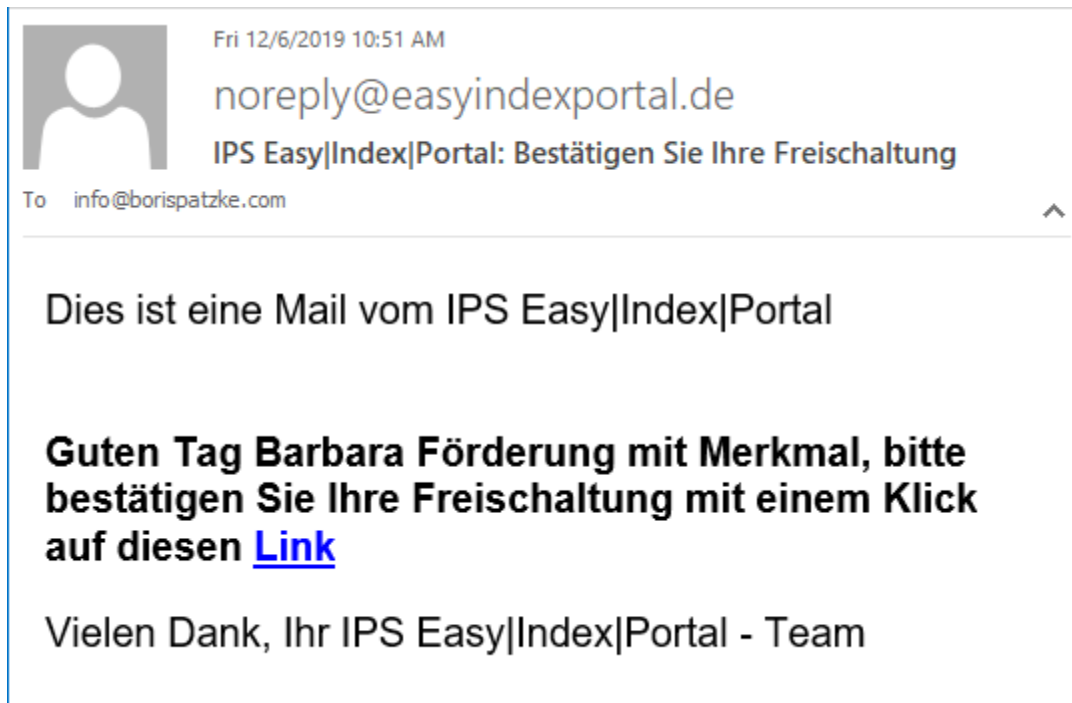 Fri 12/6/2019 10:51 AM
noreply@easyindexportal.de
IPS Easy|Index|Portal: Bestätigen Sie Ihre Freischaltung
To info@borispatzke.com
Dies ist eine Mail vom IPS Easy|Index|Portal
Guten Tag Barbara Förderung mit Merkmal, bitte
bestätigen Sie Ihre Freischaltung mit einem Klick
auf diesen Link
Vielen Dank, Ihr IPS Easy|Index|Portal - Team